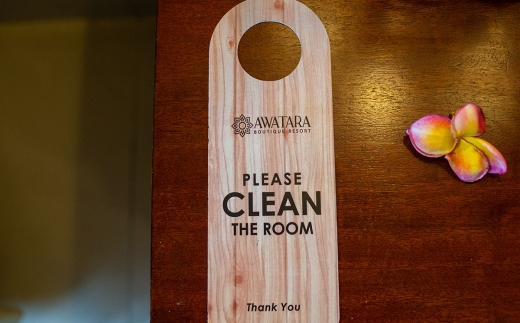 AWATARA
BOUTIQUE RESORT
PLEASE
CLEAN
THE ROOM
Thank You